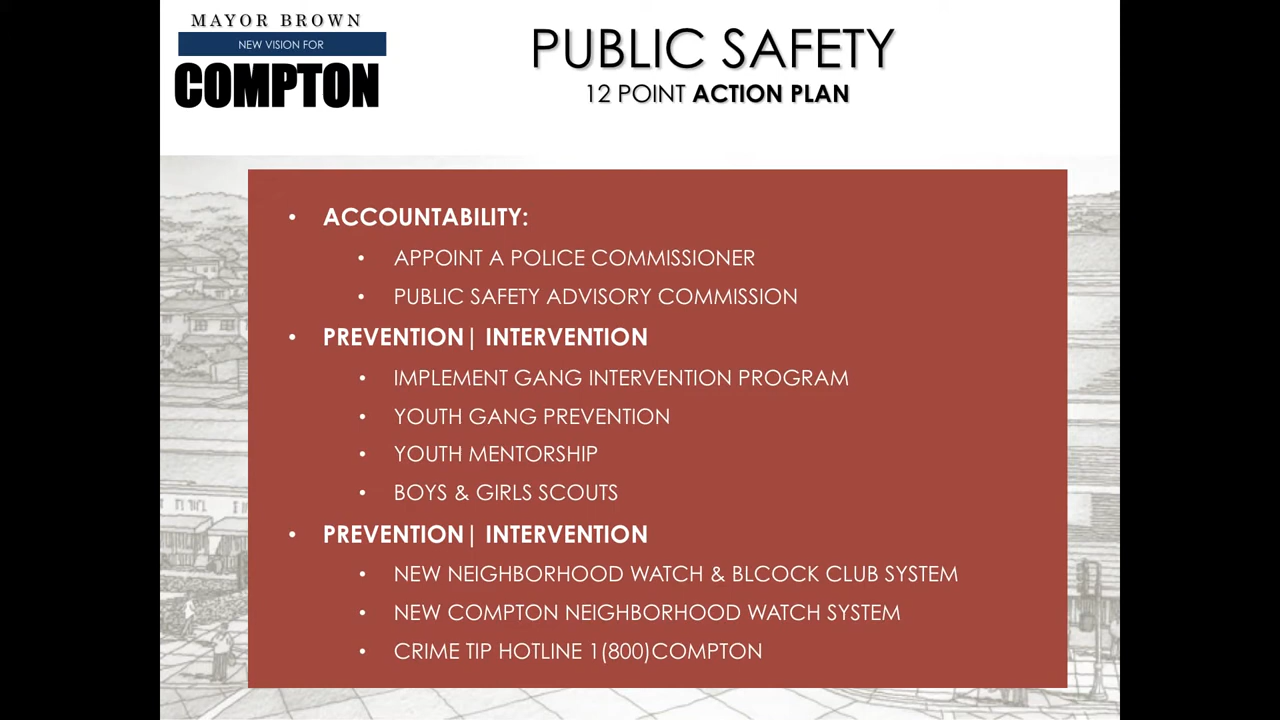 MAYOR BROWN
NEW VISION FOR
COMPTON
PUBLIC SAFETY
12 POINT ACTION PLAN
• ACCOUNTABILITY:
• APPOINT A POLICE COMMISSIONER
• PUBLIC SAFETY ADVISORY COMMISSION
• PREVENTION| INTERVENTION
• IMPLEMENT GANG INTERVENTION PROGRAM
• YOUTH GANG PREVENTION
• YOUTH MENTORSHIP
• BOYS & GIRLS SCOUTS
• PREVENTION| INTERVENTION
• NEW NEIGHBORHOOD WATCH & BLCOCK CLUB SYSTEM
• NEW COMPTON NEIGHBORHOOD WATCH SYSTEM
• CRIME TIP HOTLINE 1(800)COMPTON